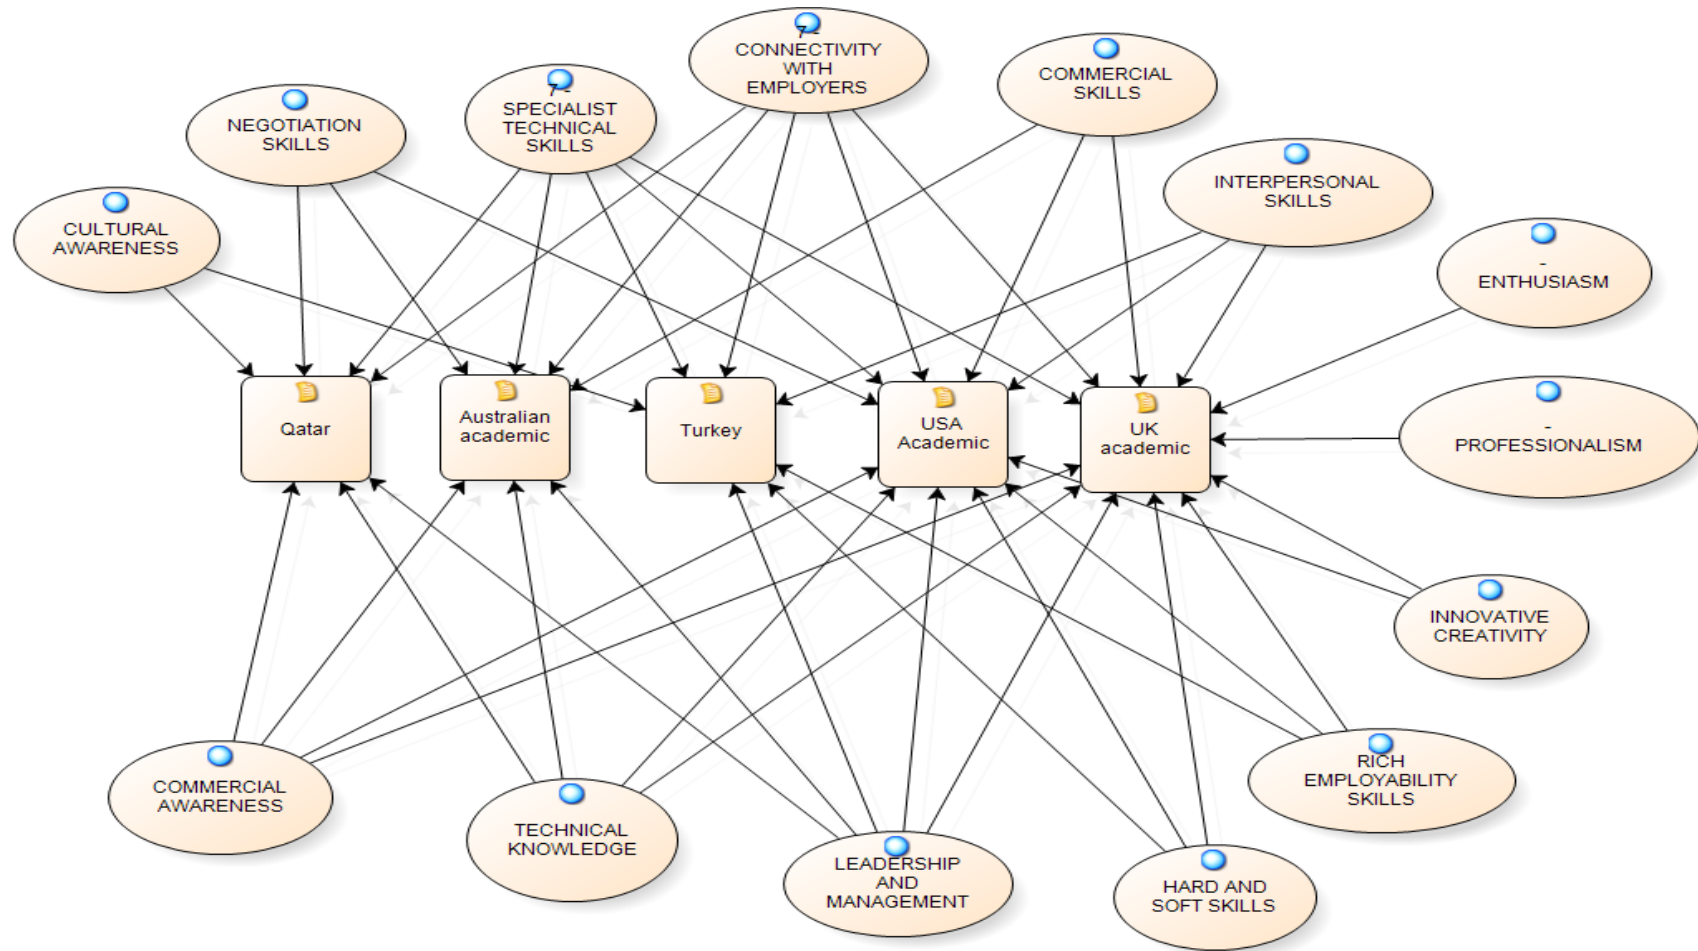 7 -
CONNECTIVITY
WITH
EMPLOYERS
COMMERCIAL
SKILLS
7 -
SPECIALIST
TECHNICAL
SKILLS
NEGOTIATION
SKILLS
INTERPERSONAL
SKILLS
CULTURAL
AWARENESS
-
ENTHUSIASM
Qatar
Australian
academic
Turkey
USA
Academic
UK
academic
-
PROFESSIONALISM
INNOVATIVE
CREATIVITY
RICH
EMPLOYABILITY
SKILLS
COMMERCIAL
AWARENESS
TECHNICAL
KNOWLEDGE
LEADERSHIP
AND
MANAGEMENT
HARD AND
SOFT SKILLS